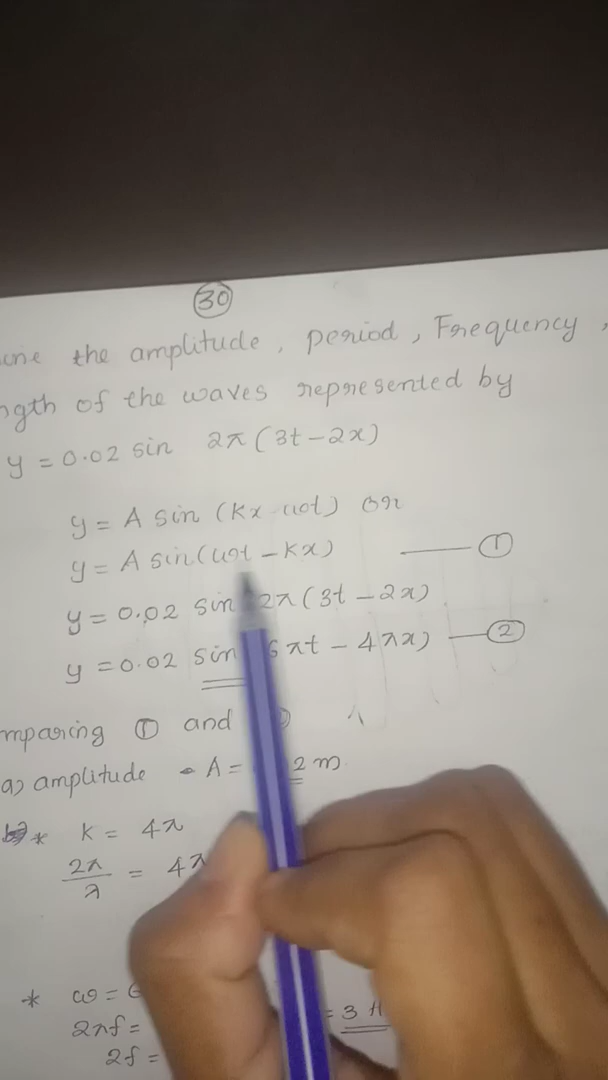 30
the amplitude, period, Frequency,
of the waves represented by
y = 0.02 sin 2π(3t-2x)
y = A sin (Kx-ωt) or
y = A sin(ωt-Kx) ① 
y = 0.02 sin 2π(3t-2x)
y = 0.02 sin 6πt - 4πx) ②
① and
a) amplitude - A = 2 m
* K = 4π
2π/λ = 4π
* ω =
2πf = = 3 H
2f =